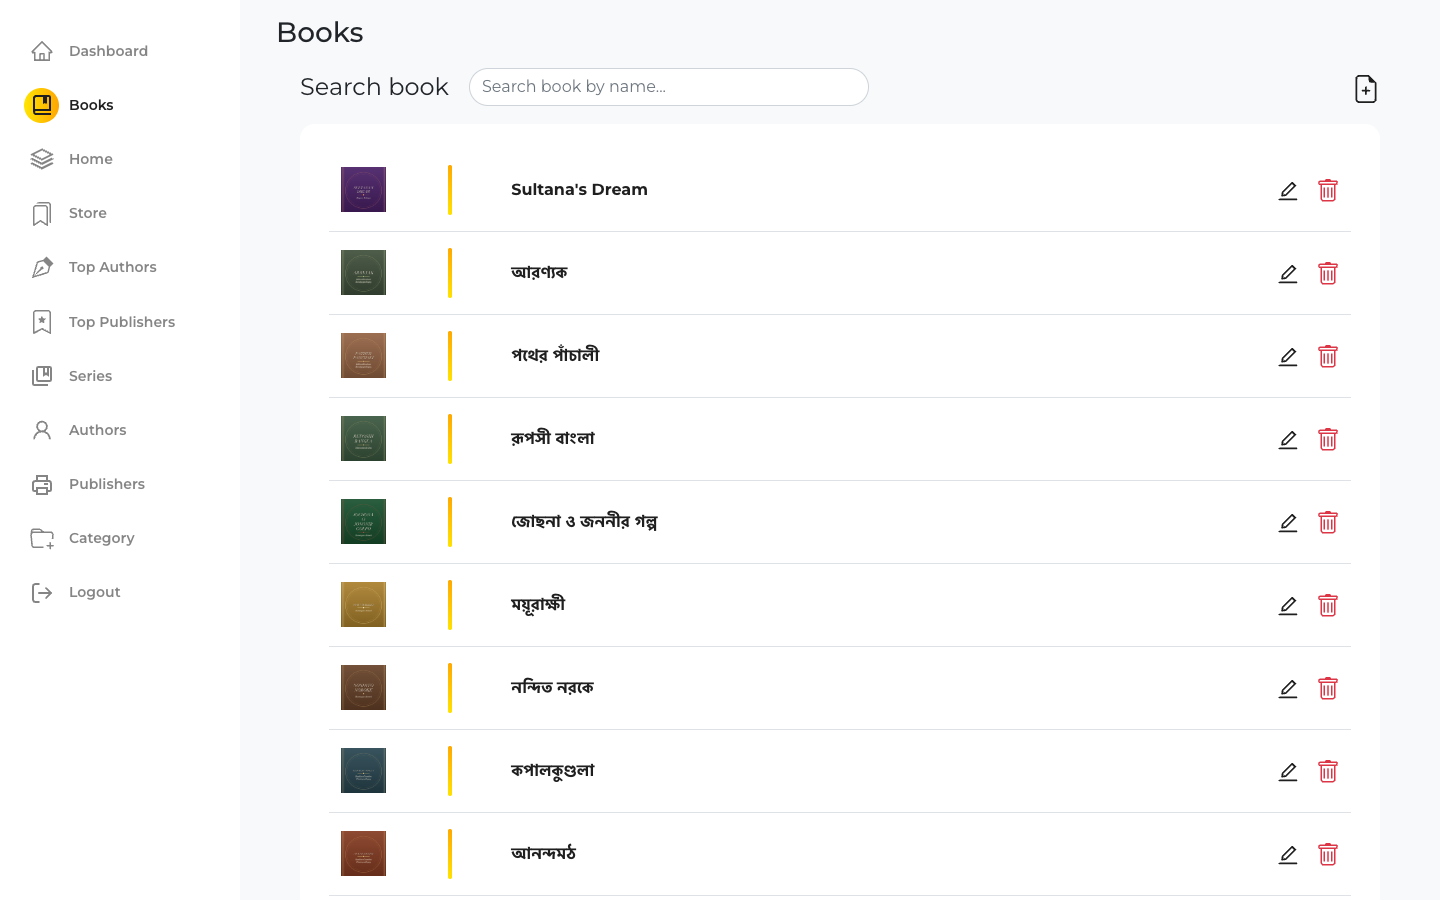 Dashboard
Books
Home
Store
Top Authors
Top Publishers
Series
Authors
Publishers
Category
Logout
Books
Search book
Search book by name...
Sultana's Dream
আরণ্যক
পথের পাঁচালী
রূপসী বাংলা
জোছনা ও জননীর গল্প
ময়ূরাক্ষী
নন্দিত নরকে
কপালকুণ্ডলা
আনন্দমঠ